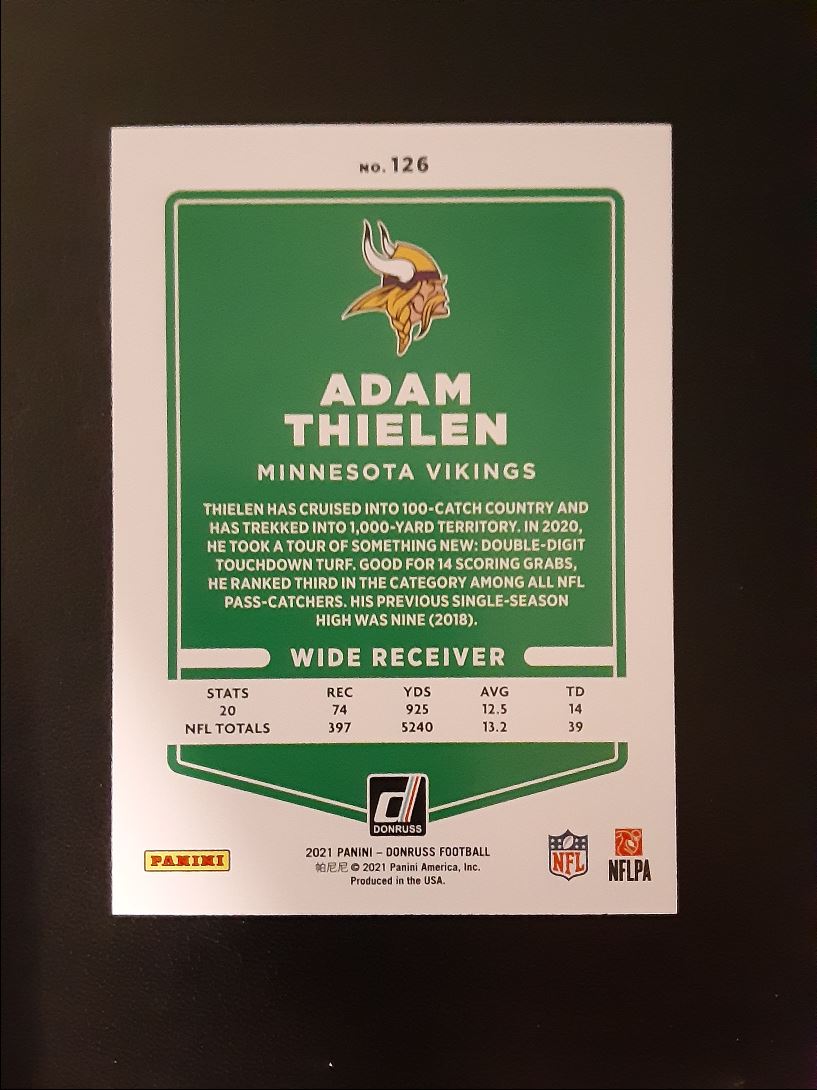 NO. 126
ADAM
THIELEN
MINNESOTA VIKINGS
THIELEN HAS CRUISED INTO 100-CATCH COUNTRY AND
HAS TREKKED INTO 1,000-YARD TERRITORY. IN 2020,
HE TOOK A TOUR OF SOMETHING NEW: DOUBLE-DIGIT
TOUCHDOWN TURF. GOOD FOR 14 SCORING GRABS,
HE RANKED THIRD IN THE CATEGORY AMONG ALL NFL
PASS-CATCHERS. HIS PREVIOUS SINGLE-SEASON
HIGH WAS NINE (2018).
WIDE RECEIVER
STATS REC YDS AVG TD
20 74 925 12.5 14
NFL TOTALS 397 5240 13.2 39
d
DONRUSS
PANINI
2021 PANINI – DONRUSS FOOTBALL
帕尼尼 © 2021 Panini America, Inc.
Produced in the USA.
NFL
NFLPA